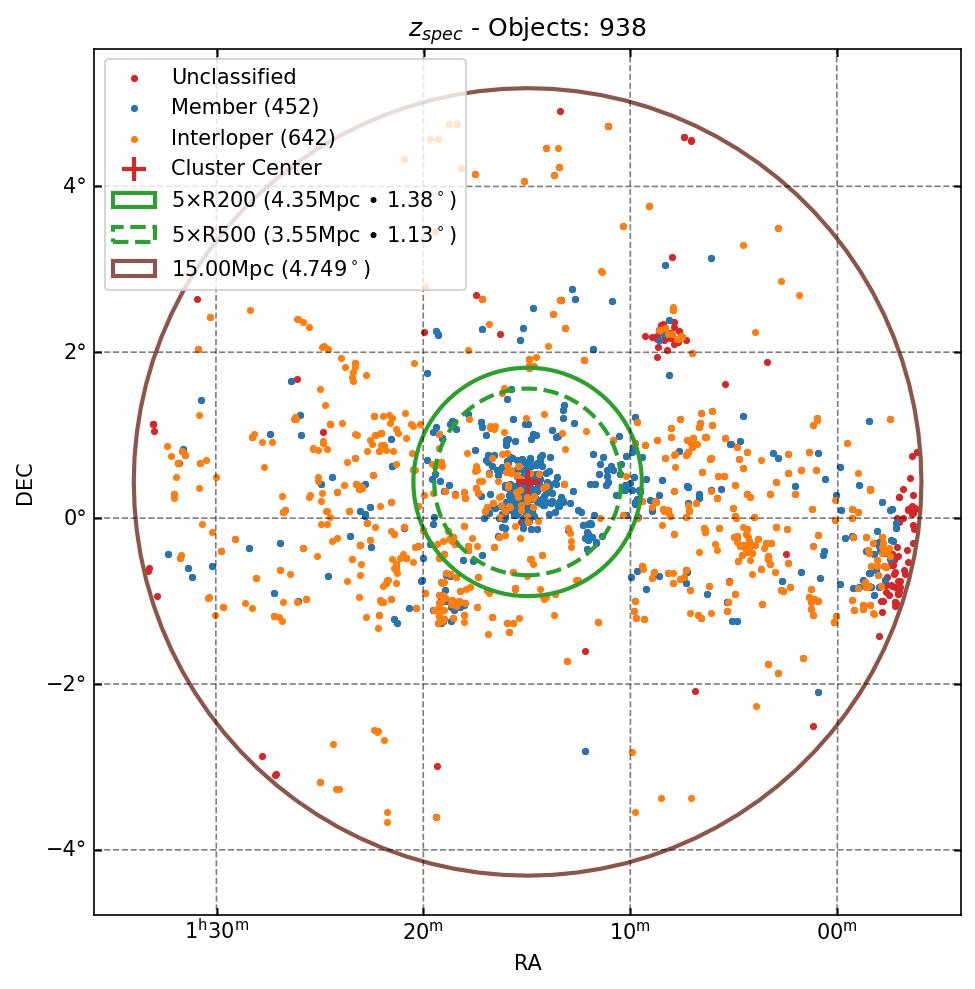 z_spec - Objects: 938
Unclassified
Member (452)
Interloper (642)
Cluster Center
5×R200 (4.35Mpc • 1.38°)
5×R500 (3.55Mpc • 1.13°)
15.00Mpc (4.749°)
DEC
4°
2°
0°
−2°
−4°
1ʰ30ᵐ 20ᵐ 10ᵐ 00ᵐ
RA